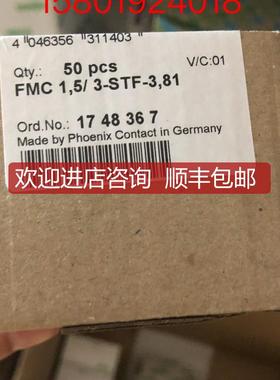 15801924018
4 "046356 "311403 "
Qty.: 50 pcs V/C:01
FMC 1,5/ 3-STF-3,81
Ord.No.: 17 48 36 7
Made by Phoenix Contact in Germany
欢迎进店咨询 顺丰包邮